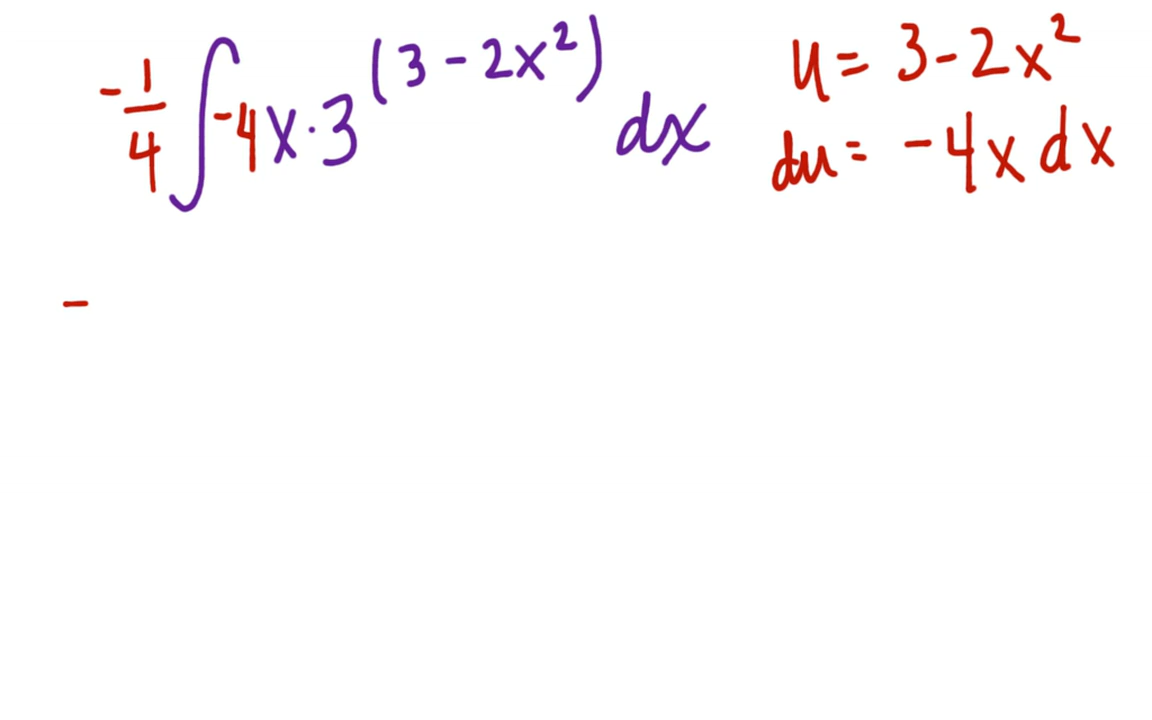 -1/4 ∫ -4x · 3^(3 - 2x²) dx
u = 3 - 2x²
du = -4x dx
-